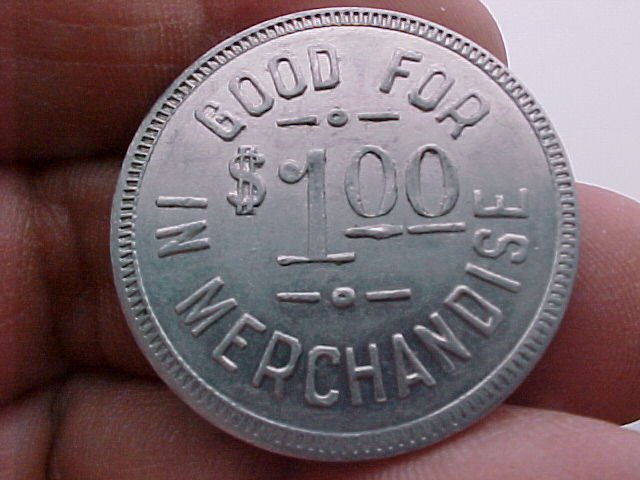 GOOD FOR
$1.00
IN MERCHANDISE